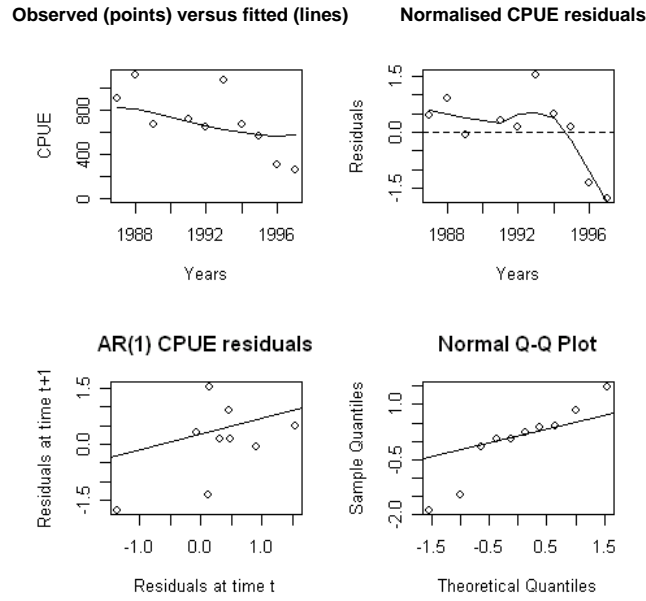 Observed (points) versus fitted (lines)
Normalised CPUE residuals
CPUE
0 400 800
1988 1992 1996
Years
Residuals
-1.5 0.0 1.5
1988 1992 1996
Years
AR(1) CPUE residuals
Residuals at time t+1
-1.5 0.0 1.5
-1.0 0.0 1.0
Residuals at time t
Normal Q-Q Plot
Sample Quantiles
-2.0 -0.5 1.0
-1.5 -0.5 0.5 1.5
Theoretical Quantiles